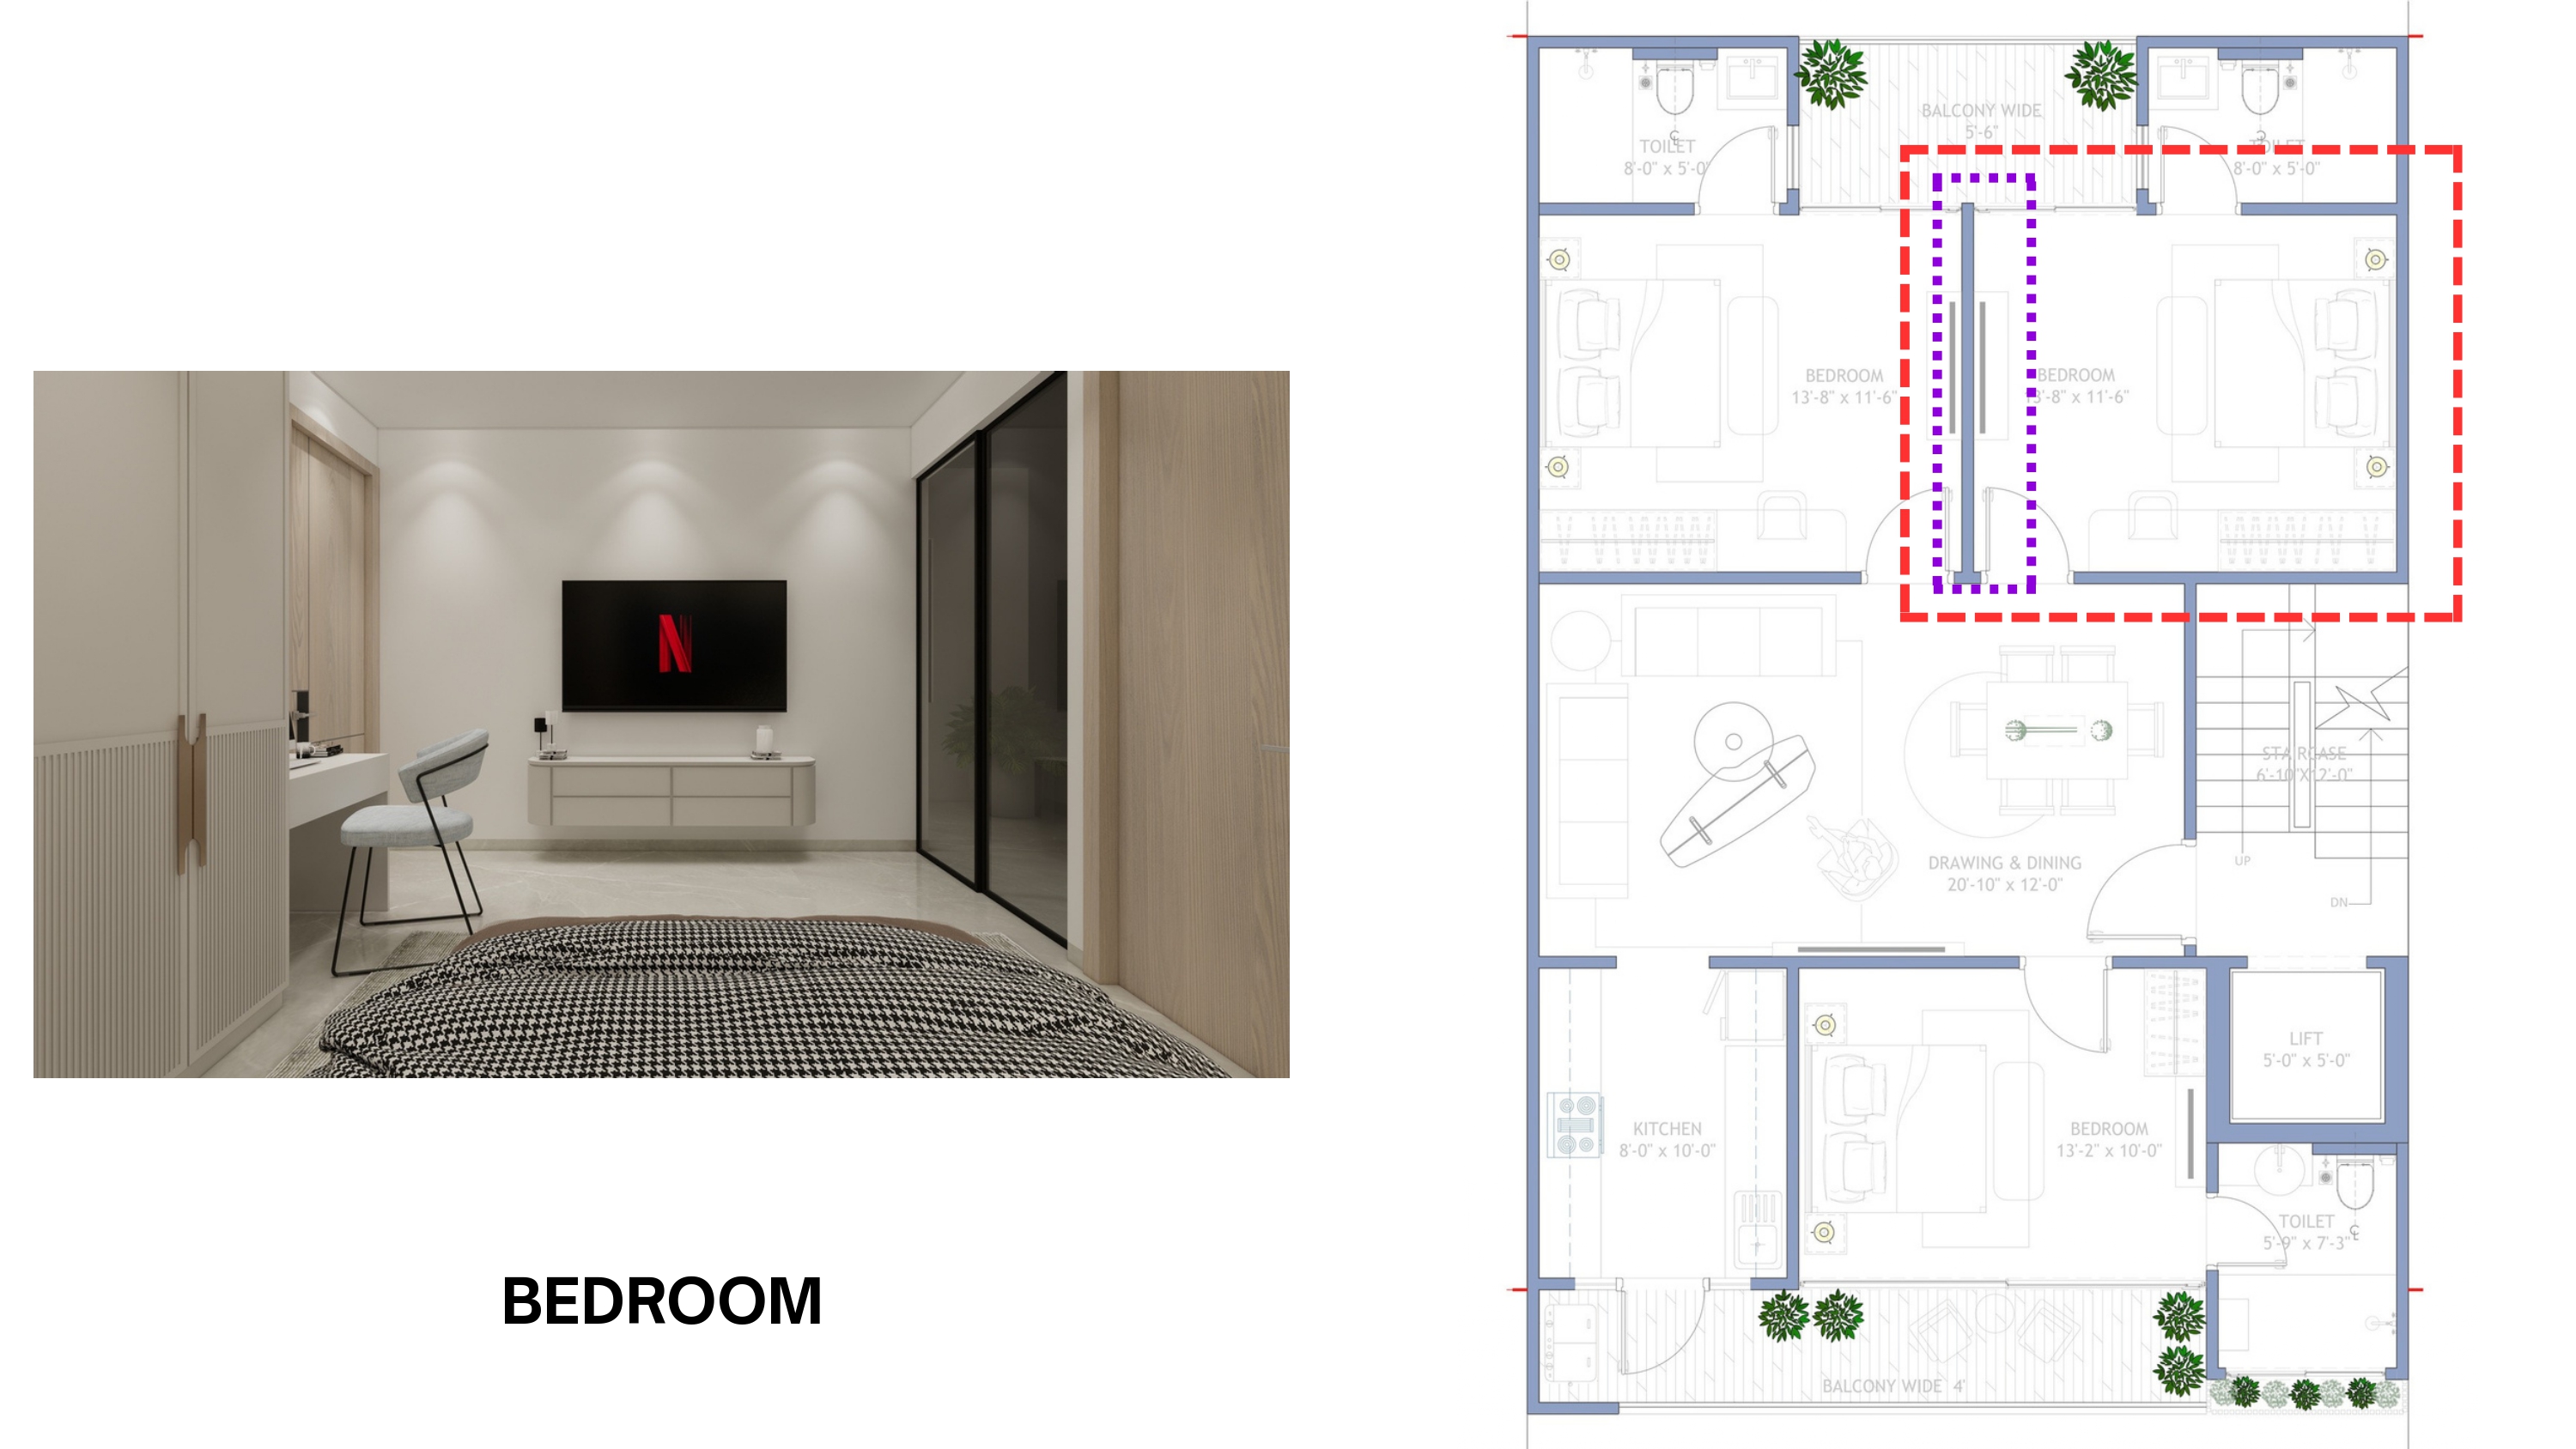 N
BEDROOM
BALCONY WIDE
5'-6"
TOILET
8'-0" x 5'-0"
TOILET
8'-0" x 5'-0"
BEDROOM
13'-8" x 11'-6"
BEDROOM
13'-8" x 11'-6"
STAIRCASE
6'-10"X12'-0"
UP
DN
DRAWING & DINING
20'-10" x 12'-0"
LIFT
5'-0" x 5'-0"
KITCHEN
8'-0" x 10'-0"
BEDROOM
13'-2" x 10'-0"
TOILET
5'-9" x 7'-3"
BALCONY WIDE 4'